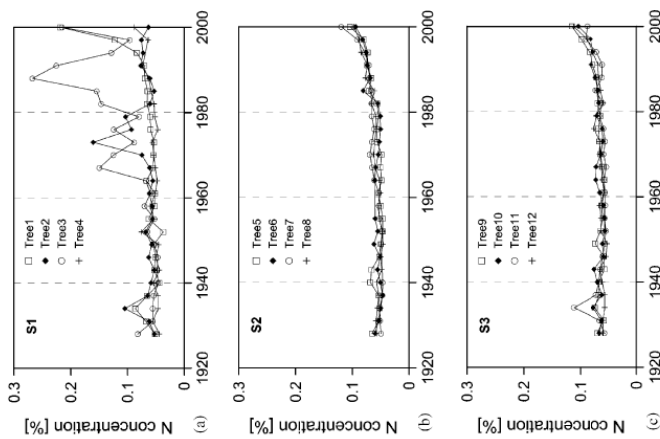 N concentration [%]
0.3
0.2
0.1
0
S1
Tree1
Tree2
Tree3
Tree4
1920
1940
1960
1980
2000
(a)
N concentration [%]
0.3
0.2
0.1
0
S2
Tree5
Tree6
Tree7
Tree8
1920
1940
1960
1980
2000
(b)
N concentration [%]
0.3
0.2
0.1
0
S3
Tree9
Tree10
Tree11
Tree12
1920
1940
1960
1980
2000
(c)